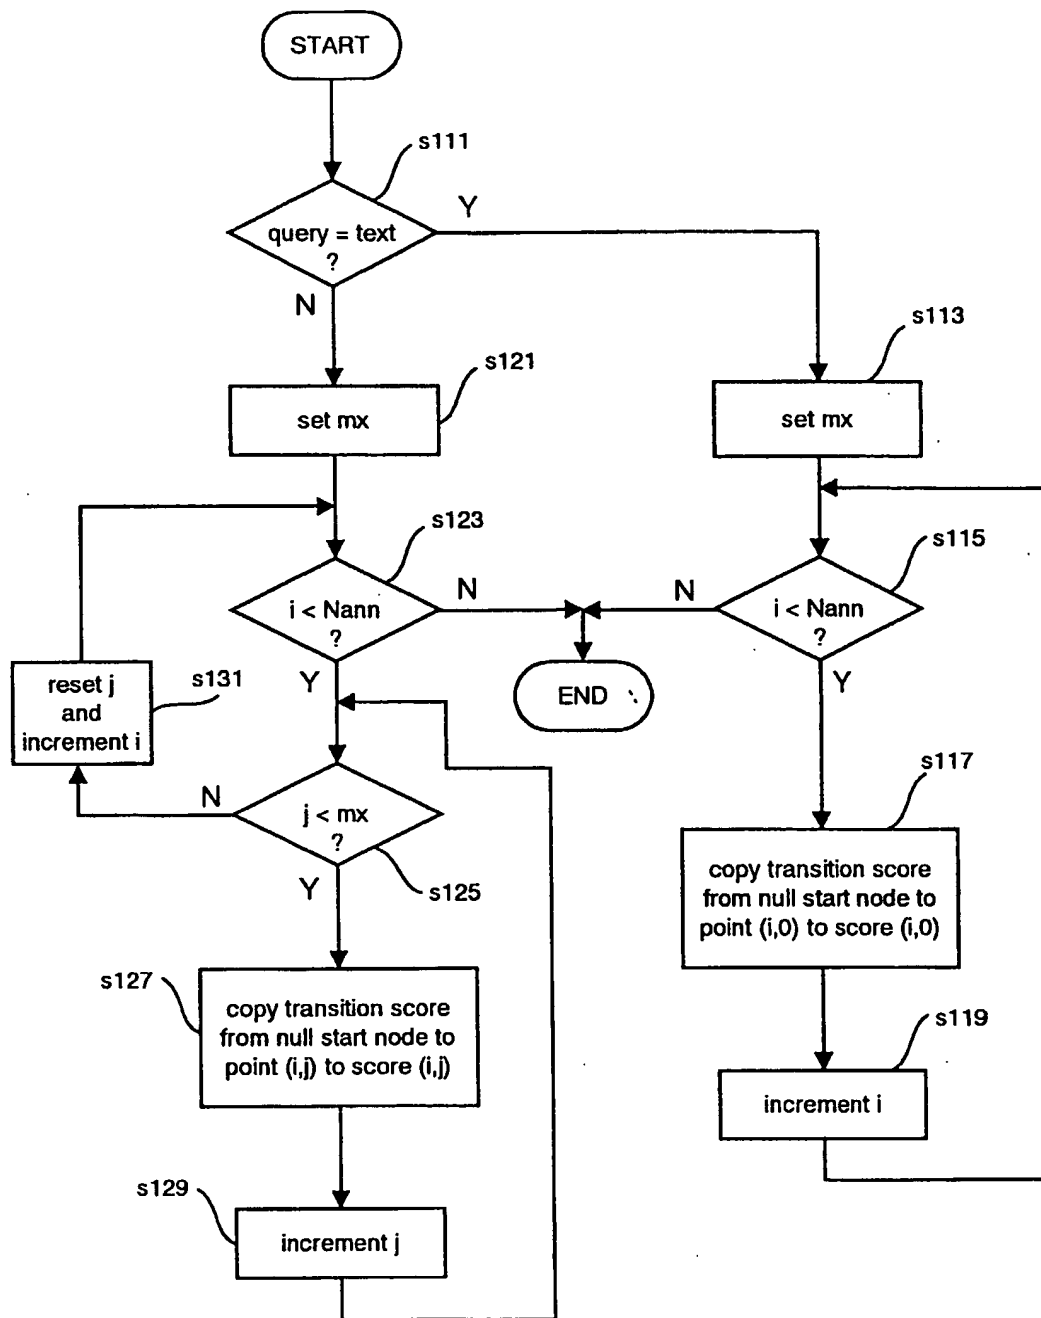 START
s111
query = text
?
Y
N
s113
s121
set mx
set mx
s123
s115
i < Nann
?
N
N
i < Nann
?
reset j
and
increment i
s131
Y
END
Y
s117
N
j < mx
?
s125
Y
copy transition score
from null start node to
point (i,0) to score (i,0)
s127
copy transition score
from null start node to
point (i,j) to score (i,j)
s119
increment i
s129
increment j